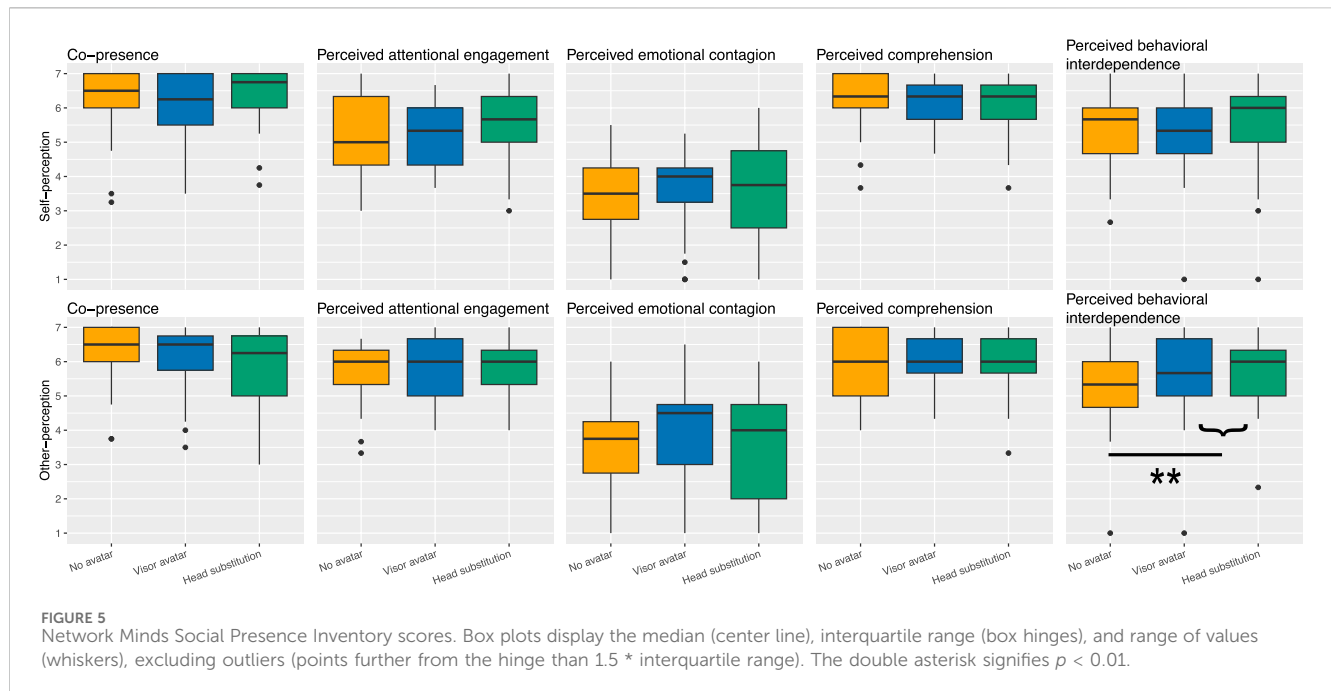 Co−presence
Perceived attentional engagement
Perceived emotional contagion
Perceived comprehension
Perceived behavioral
interdependence
7
6
5
4
3
2
1
Self−perception
Co−presence
Perceived attentional engagement
Perceived emotional contagion
Perceived comprehension
Perceived behavioral
interdependence
7
6
5
4
3
2
1
Other−perception
**
No avatar
Visor avatar
Head substitution
No avatar
Visor avatar
Head substitution
No avatar
Visor avatar
Head substitution
No avatar
Visor avatar
Head substitution
No avatar
Visor avatar
Head substitution
FIGURE 5
Network Minds Social Presence Inventory scores. Box plots display the median (center line), interquartile range (box hinges), and range of values
(whiskers), excluding outliers (points further from the hinge than 1.5 * interquartile range). The double asterisk signifies p < 0.01.